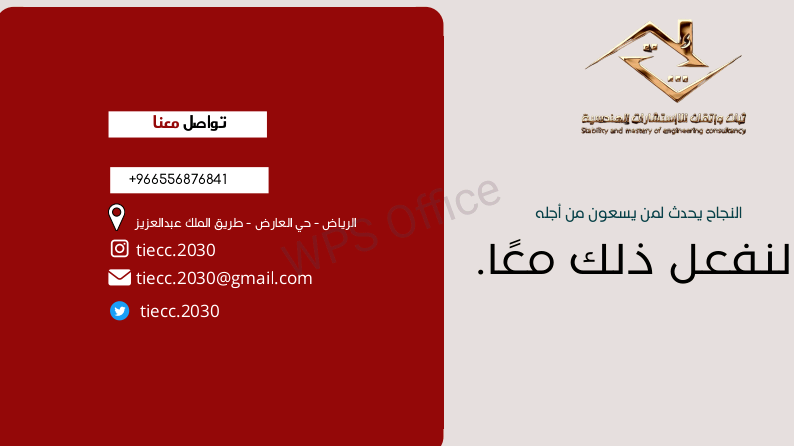 ثبات وإتقان للاستشارات الهندسية
Stability and mastery of engineering consultancy
النجاح يحدث لمن يسعون من أجله
لنفعل ذلك معًا.
تواصل معنا
+966556876841
الرياض - حي العارض - طريق الملك عبدالعزيز
tiecc.2030
tiecc.2030@gmail.com
tiecc.2030
WPS Office